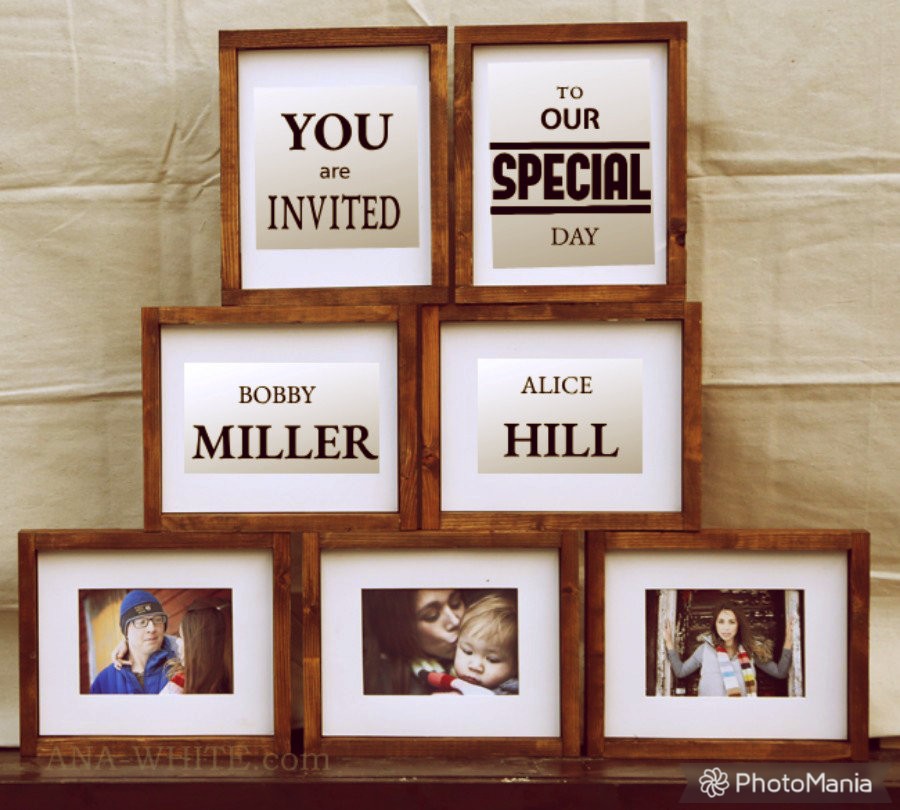 YOU
are
INVITED
TO
OUR
SPECIAL
DAY
BOBBY
MILLER
ALICE
HILL
ANA-WHITE.com
PhotoMania